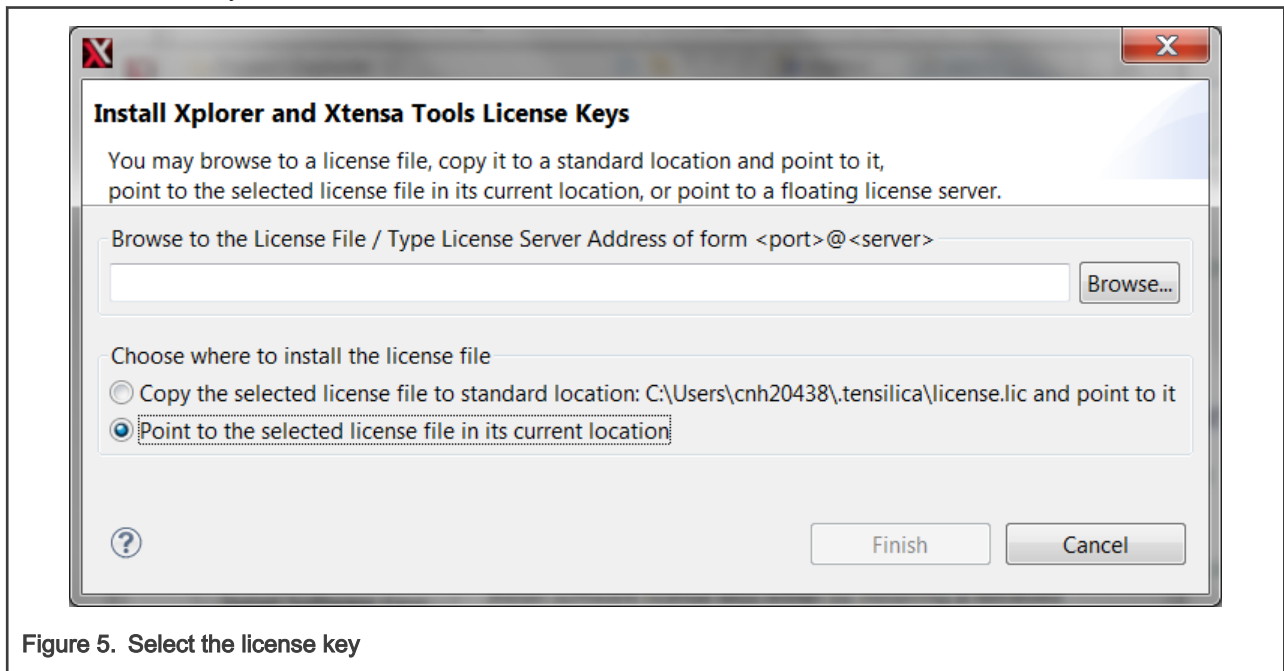 X
Install Xplorer and Xtensa Tools License Keys
You may browse to a license file, copy it to a standard location and point to it,
point to the selected license file in its current location, or point to a floating license server.
Browse to the License File / Type License Server Address of form <port>@<server>
Browse...
Choose where to install the license file
Copy the selected license file to standard location: C:\Users\cnh20438\.tensilica\license.lic and point to it
Point to the selected license file in its current location
?
Finish
Cancel
Figure 5. Select the license key